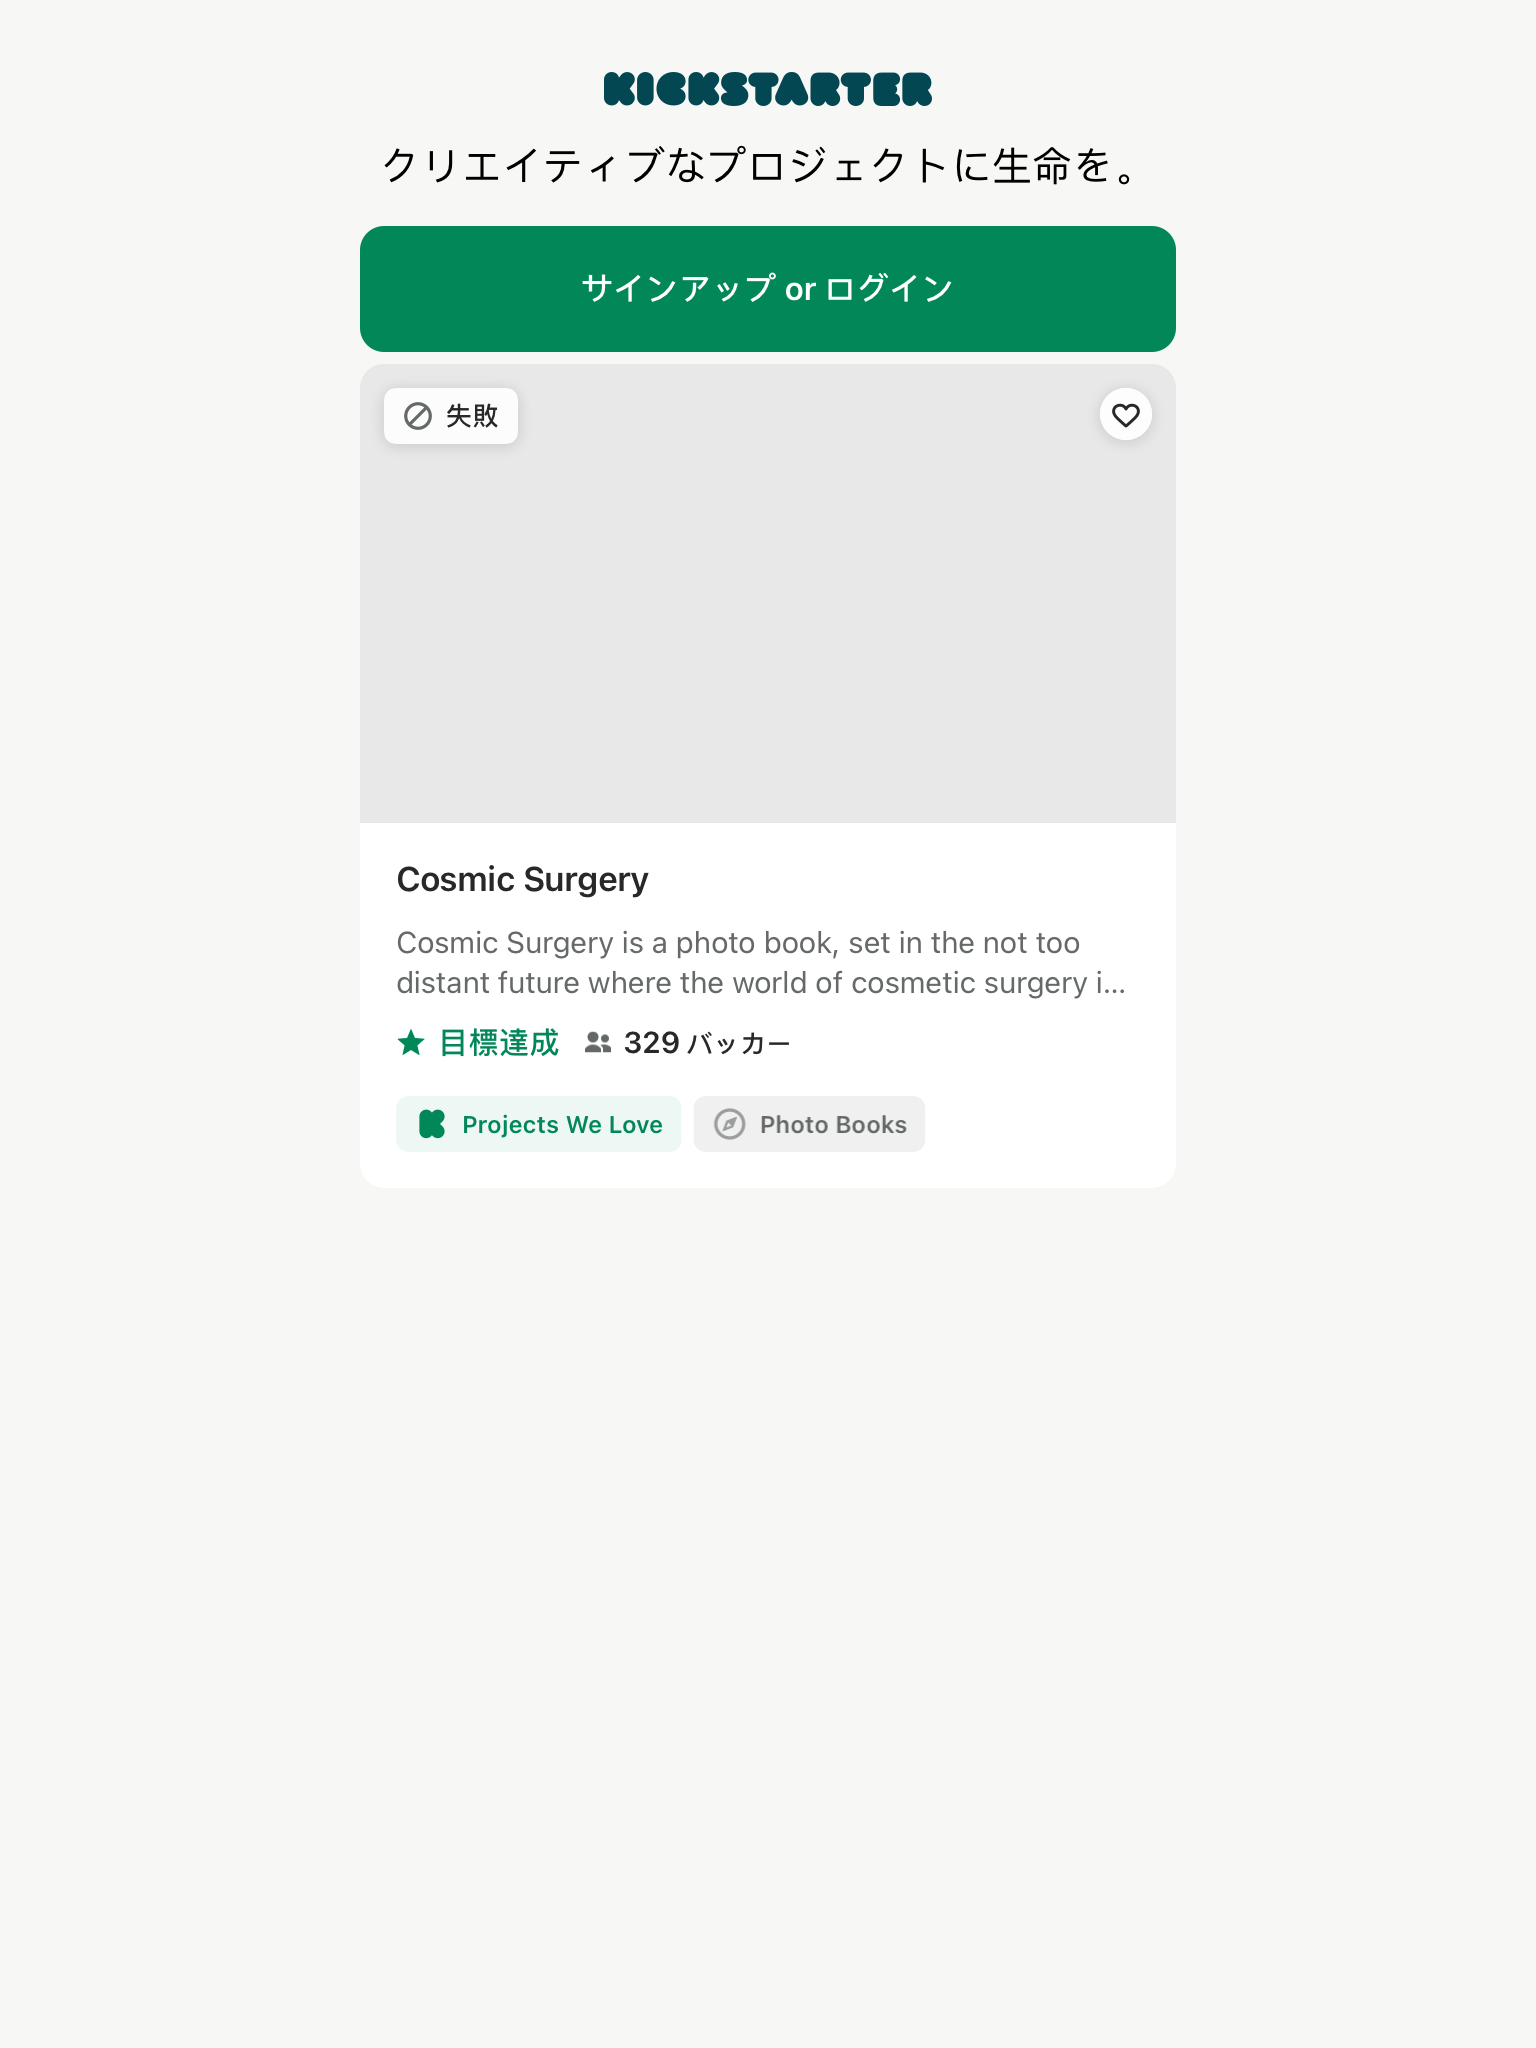 KICKSTARTER
クリエイティブなプロジェクトに生命を。
サインアップ or ログイン
失敗
Cosmic Surgery
Cosmic Surgery is a photo book, set in the not too
distant future where the world of cosmetic surgery i...
目標達成 329 バッカー
Projects We Love Photo Books